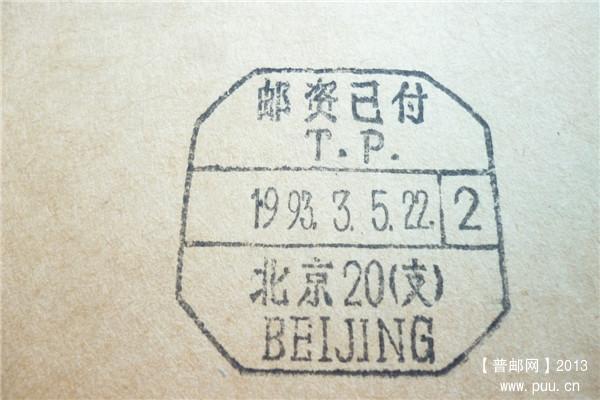 邮资已付
T.P.
1993.3.5.22. 2
北京20(支)
BEIJING
【普邮网】2013
www.puu.cn